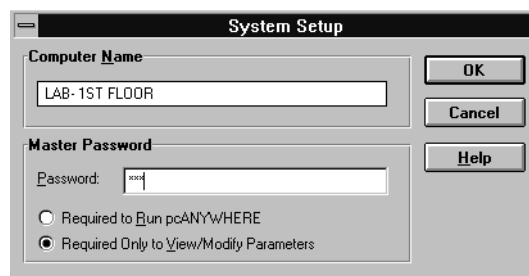 System Setup
Computer Name
OK
LAB- 1ST FLOOR
Cancel
Master Password
Help
Password: ***
Required to Run pcANYWHERE
Required Only to View/Modify Parameters